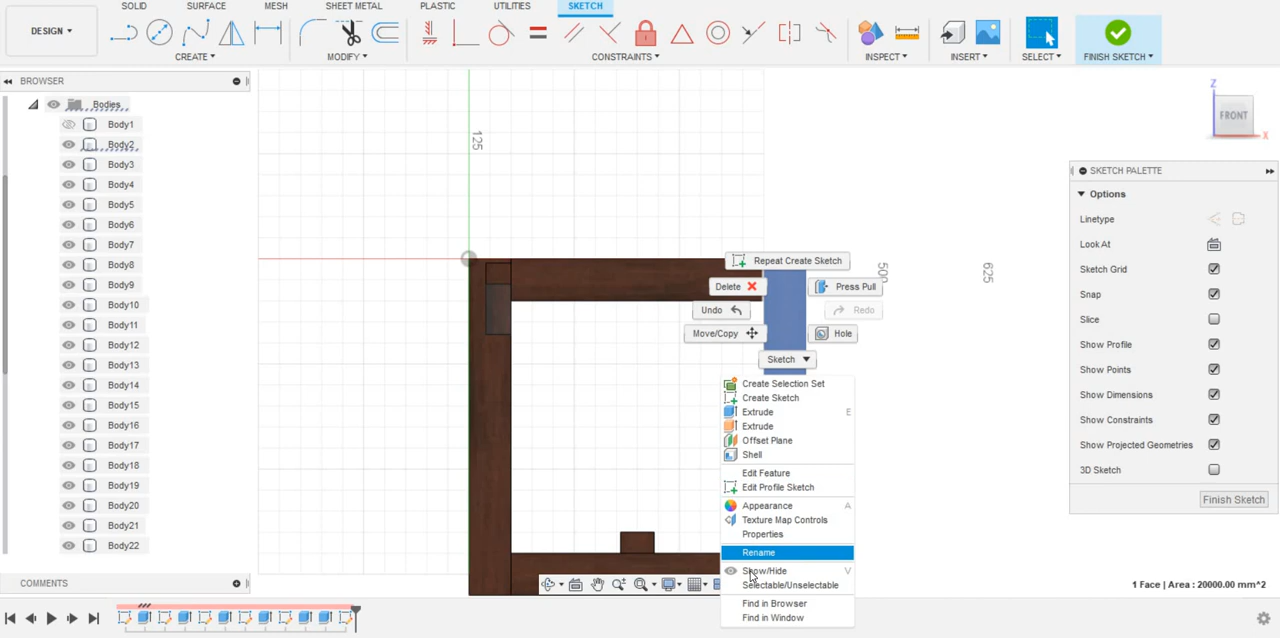 SOLID SURFACE MESH SHEET METAL PLASTIC UTILITIES SKETCH
DESIGN
CREATE MODIFY CONSTRAINTS INSPECT INSERT SELECT FINISH SKETCH
BROWSER
Bodies
Body1
Body2
Body3
Body4
Body5
Body6
Body7
Body8
Body9
Body10
Body11
Body12
Body13
Body14
Body15
Body16
Body17
Body18
Body19
Body20
Body21
Body22
COMMENTS
125
500
625
Z
FRONT
X
Repeat Create Sketch
Delete Press Pull
Undo Redo
Move/Copy Hole
Sketch
Create Selection Set
Create Sketch
Extrude E
Extrude
Offset Plane
Shell
Edit Feature
Edit Profile Sketch
Appearance A
Texture Map Controls
Properties
Rename
Show/Hide V
Selectable/Unselectable
Find in Browser
Find in Window
SKETCH PALETTE
Options
Linetype
Look At
Sketch Grid
Snap
Slice
Show Profile
Show Points
Show Dimensions
Show Constraints
Show Projected Geometries
3D Sketch
Finish Sketch
1 Face | Area : 20000.00 mm^2